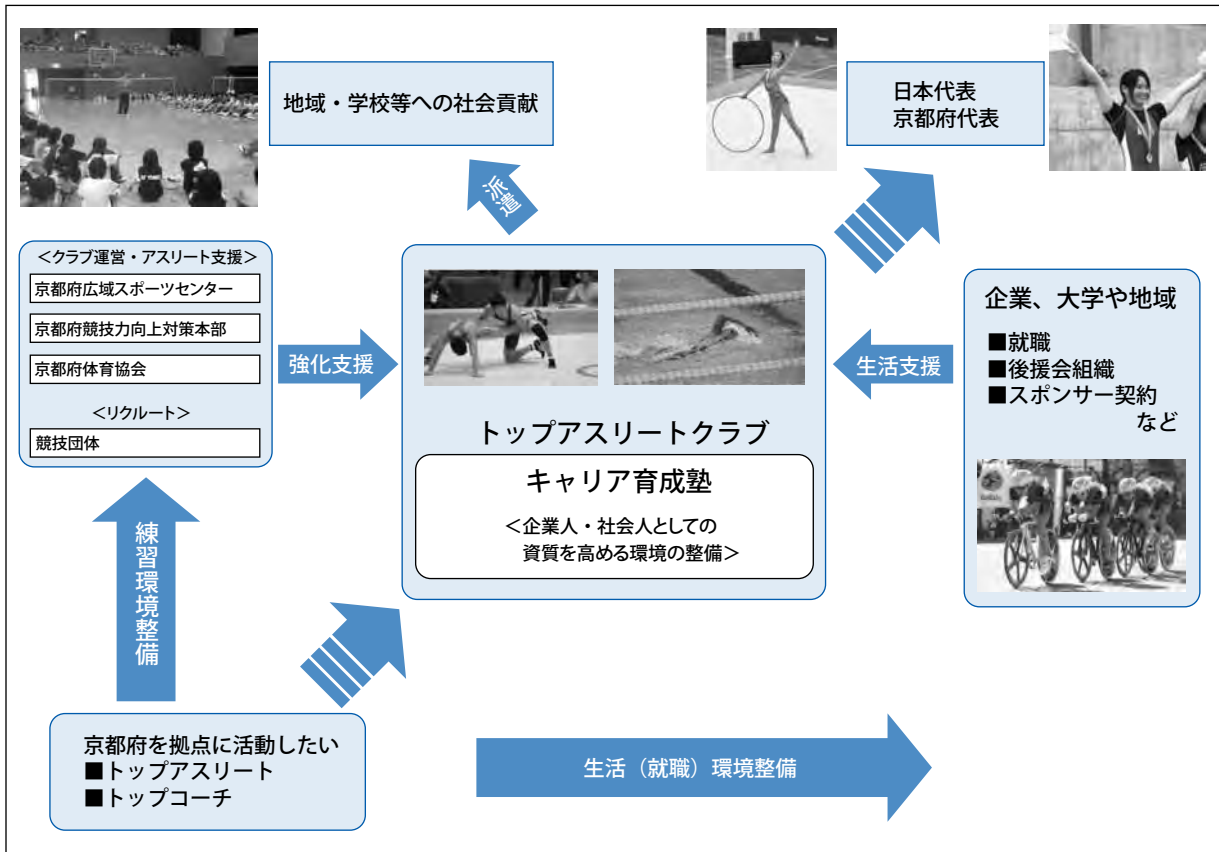 地域・学校等への社会貢献
日本代表
京都府代表
派遣
＜クラブ運営・アスリート支援＞
京都府広域スポーツセンター
京都府競技力向上対策本部
京都府体育協会
＜リクルート＞
競技団体
強化支援
トップアスリートクラブ
キャリア育成塾
＜企業人・社会人としての
資質を高める環境の整備＞
生活支援
企業、大学や地域
■就職
■後援会組織
■スポンサー契約
など
練習環境整備
京都府を拠点に活動したい
■トップアスリート
■トップコーチ
生活（就職）環境整備